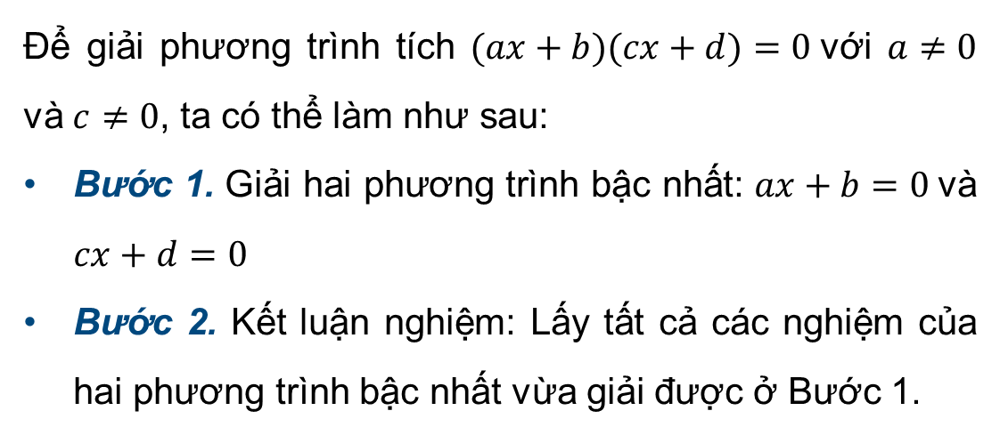 Để giải phương trình tích (ax + b)(cx + d) = 0 với a ≠ 0
và c ≠ 0, ta có thể làm như sau:
• Bước 1. Giải hai phương trình bậc nhất: ax + b = 0 và
cx + d = 0
• Bước 2. Kết luận nghiệm: Lấy tất cả các nghiệm của
hai phương trình bậc nhất vừa giải được ở Bước 1.